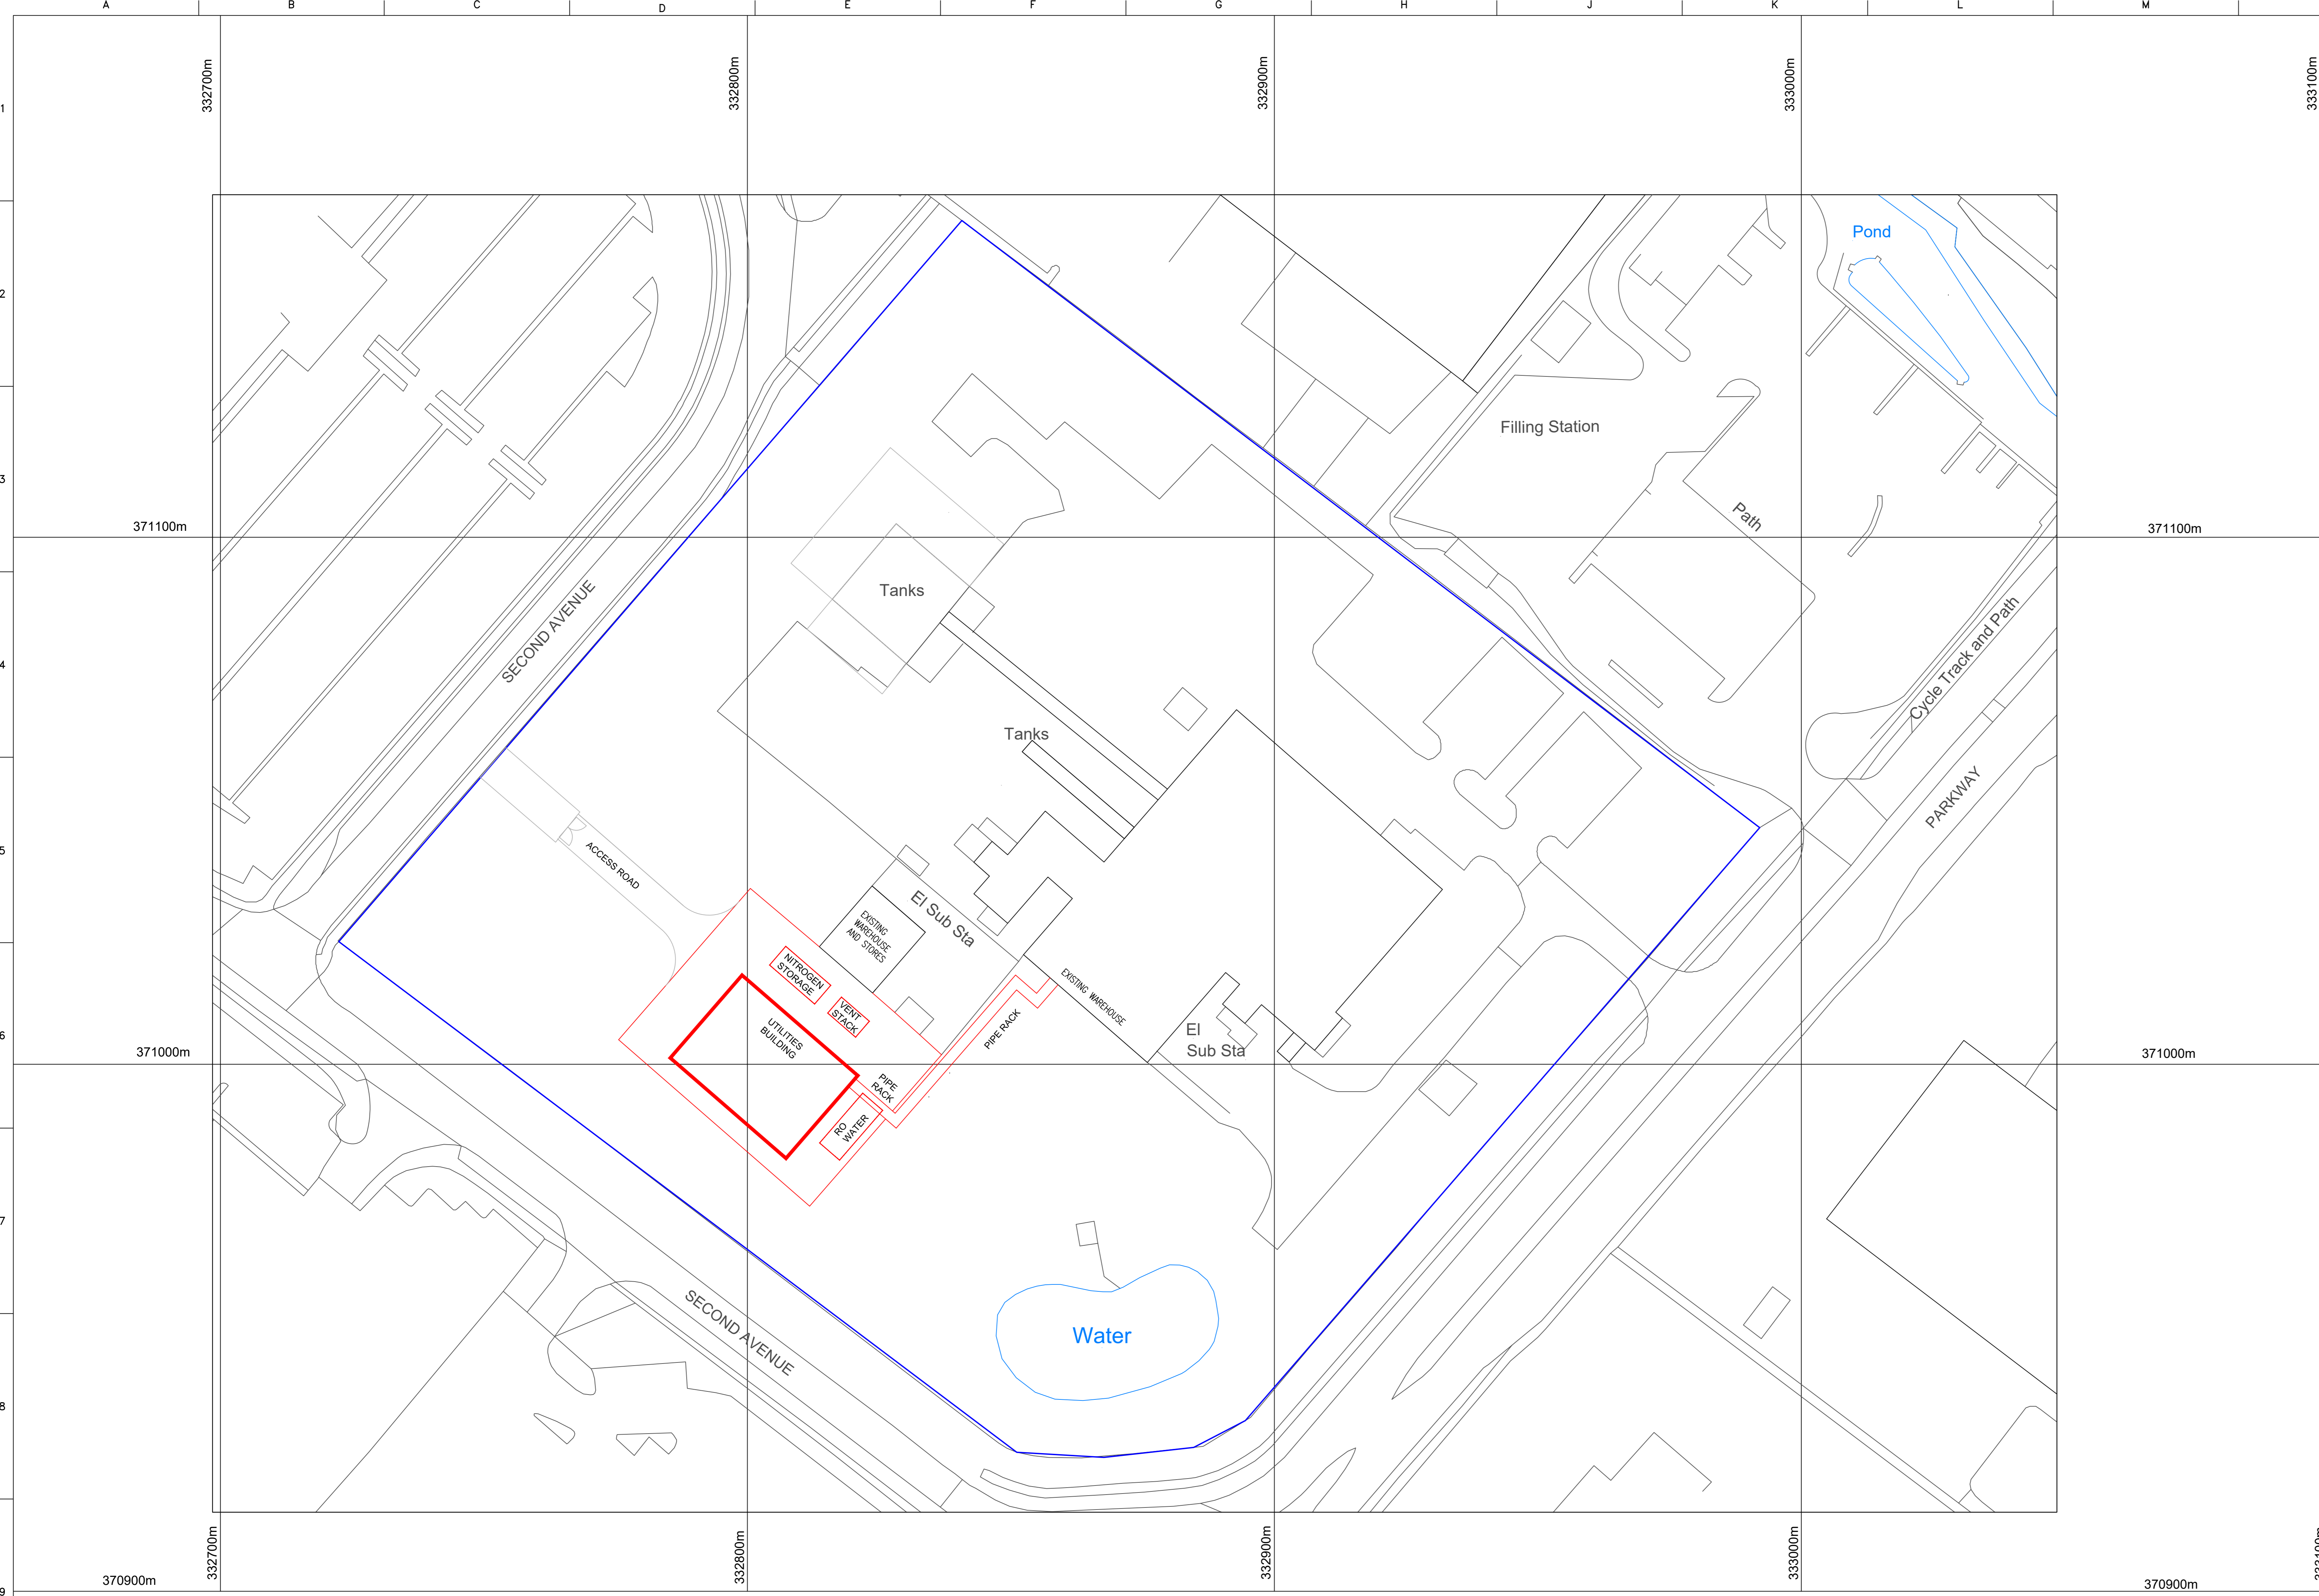 A B C D E F G H J K L M
332700m
332800m
332900m
333000m
333100m
1
Pond
2
Filling Station
3
Path
371100m
371100m
Tanks
SECOND AVENUE
Cycle Track and Path
4
Tanks
PARKWAY
5
ACCESS ROAD
El Sub Sta
EXISTING
WAREHOUSE
AND STORES
NITROGEN
STORAGE
EXISTING WAREHOUSE
VENT
STACK
UTILITIES
BUILDING
PIPE RACK
El
Sub Sta
6
371000m
371000m
PIPE
RACK
RO
WATER
7
SECOND AVENUE
Water
8
332700m
332800m
332900m
333000m
370900m
370900m
9